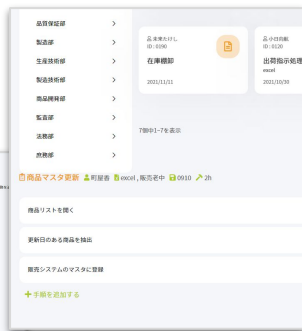 品質保証部
製造部
生産技術部
製造技術部
商品開発部
監査部
法務部
庶務部
ID : 0190
在庫棚卸
2021/11/11
ID : 0120
出荷指示処理
excel
2021/10/30
7個中1~7を表示
商品マスタ更新 町屋香 excel , 販売老中 0910 2h
商品リストを開く
更新日のある商品を抽出
販売システムのマスタに登録
+ 手順を追加する